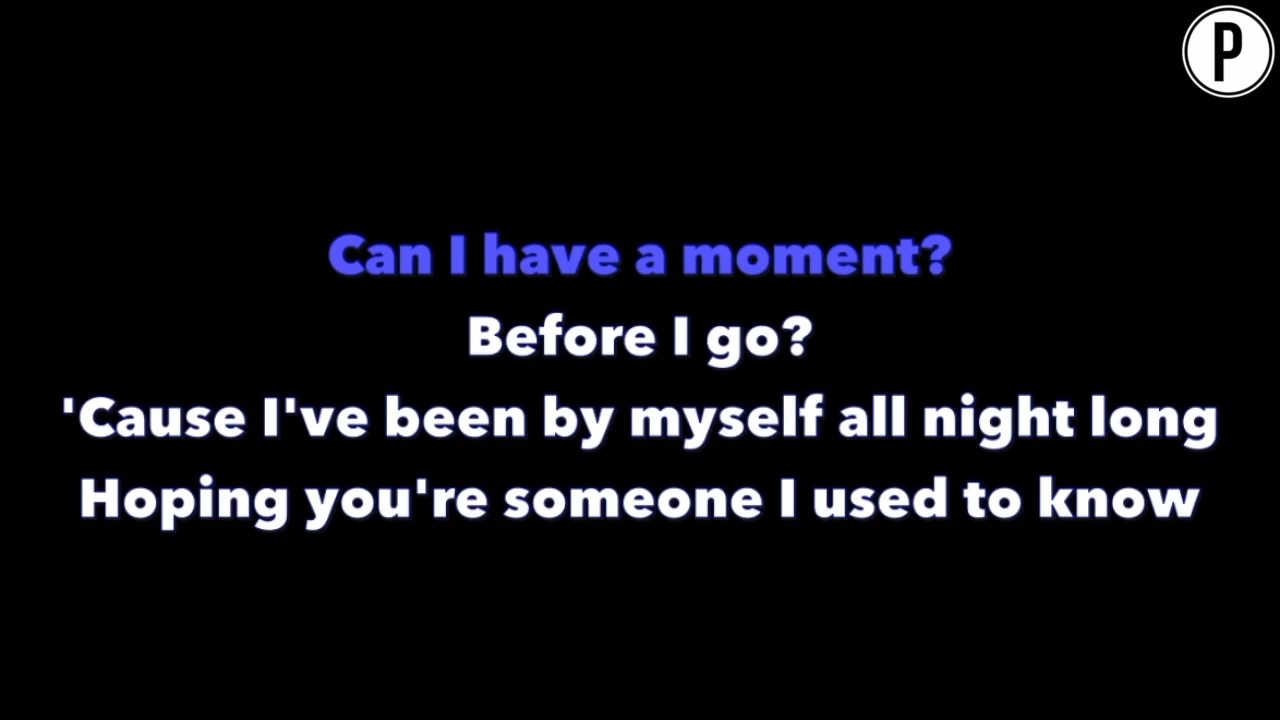 P
Can I have a moment?
Before I go?
'Cause I've been by myself all night long
Hoping you're someone I used to know